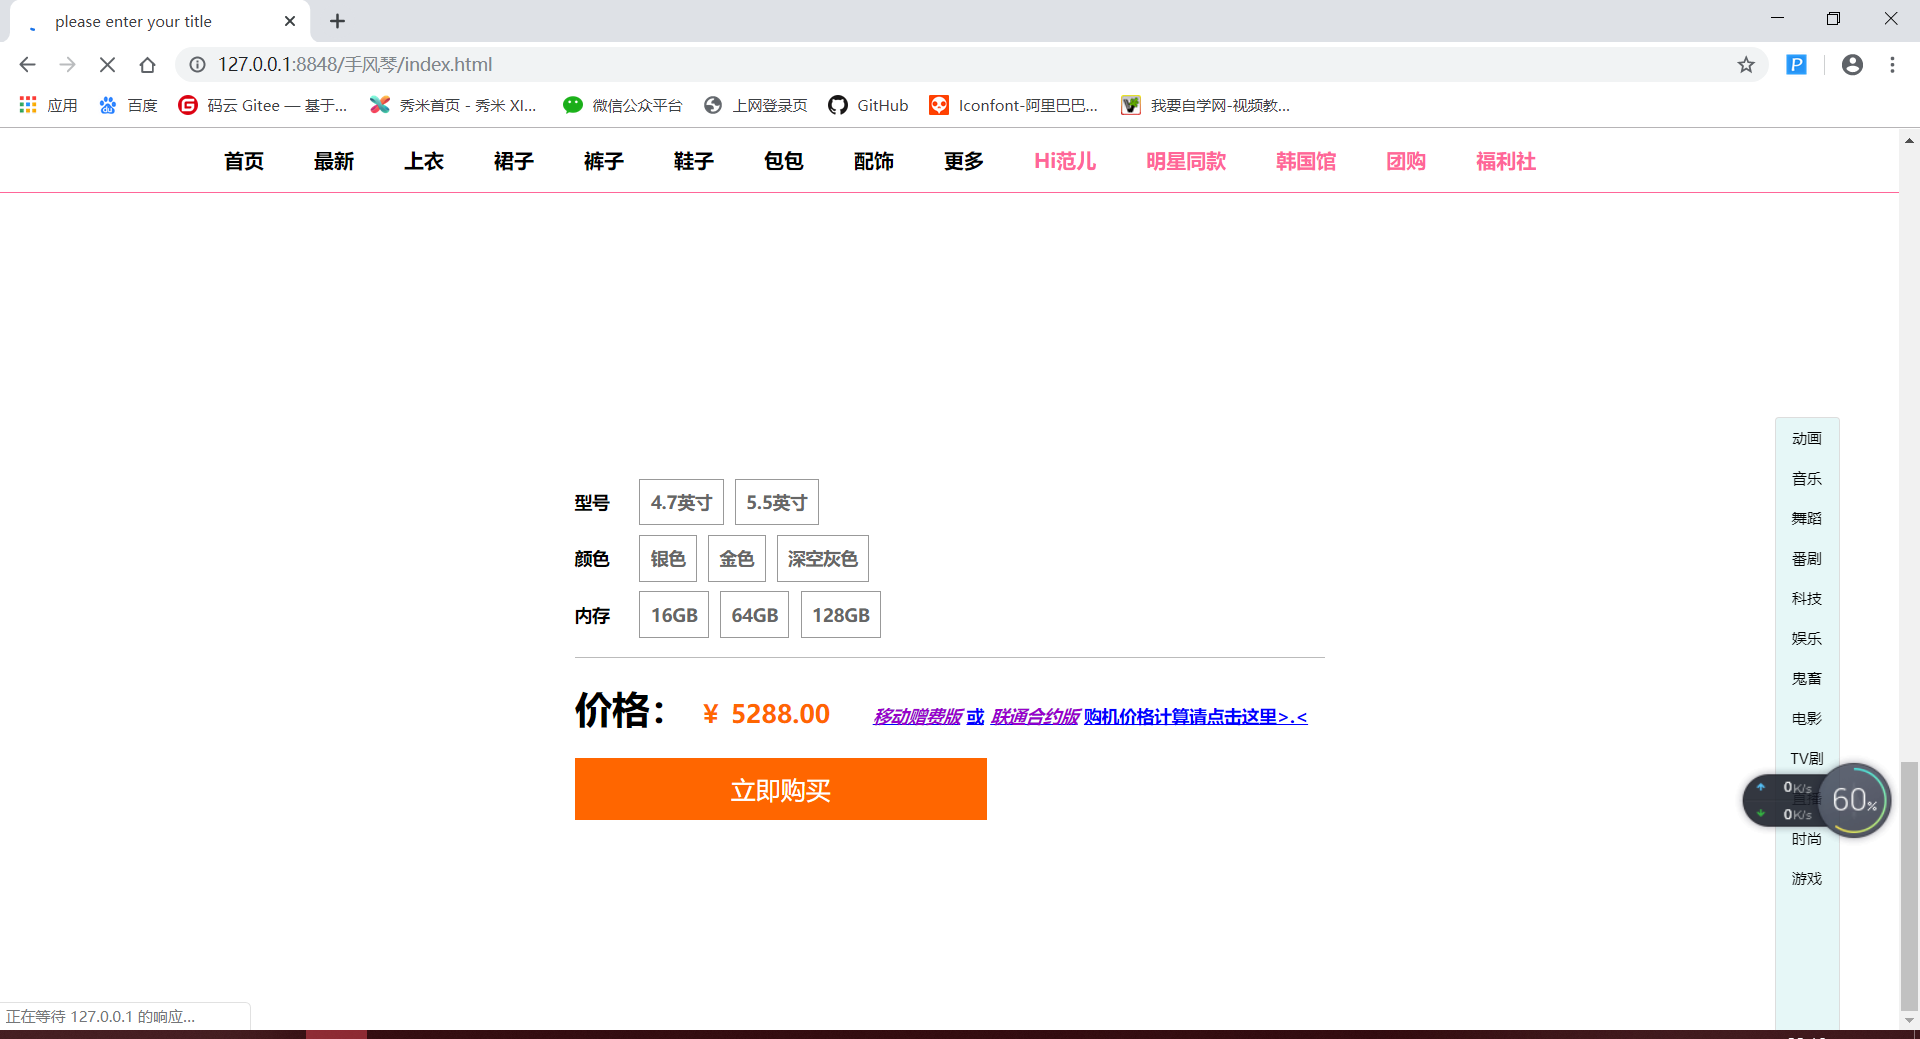 please enter your title
127.0.0.1:8848/手风琴/index.html
应用 百度 码云 Gitee — 基于... 秀米首页 - 秀米 XI... 微信公众平台 上网登录页 GitHub Iconfont-阿里巴巴... 我要自学网-视频教...
首页 最新 上衣 裙子 裤子 鞋子 包包 配饰 更多 Hi范儿 明星同款 韩国馆 团购 福利社
动画
音乐
舞蹈
番剧
科技
娱乐
鬼畜
电影
TV剧
直播
时尚
游戏
型号 4.7英寸 5.5英寸
颜色 银色 金色 深空灰色
内存 16GB 64GB 128GB
价格： ¥ 5288.00 移动赠费版 或 联通合约版 购机价格计算请点击这里>.<
立即购买
0K/s
0K/s
60%
正在等待 127.0.0.1 的响应...